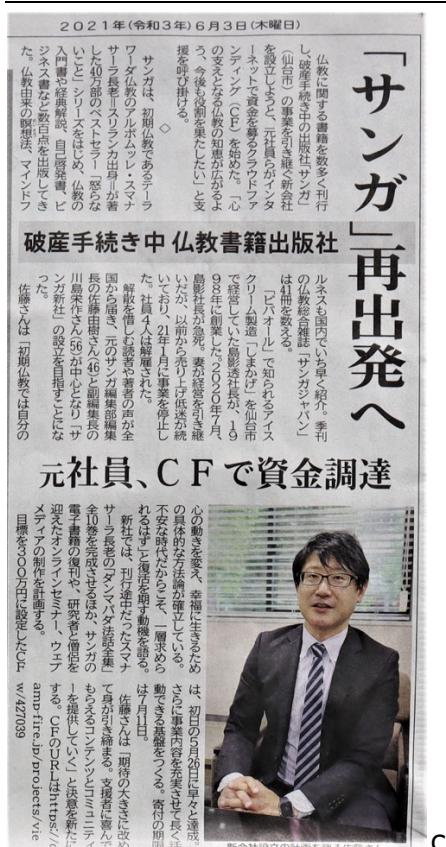 2021年(令和3年)6月3日(木曜日)
「サンガ」再出発へ
破産手続き中 仏教書籍出版社
元社員、CFで資金調達
仏教に関する書籍を数多く刊行
し、破産手続き中の出版社「サンガ」
(仙台市)の事業を引き継ぐ新会社
を設立しようと、元社員らがインタ
ーネットで資金を募るクラウドファ
ンディング(CF)を始めた。「心
の支えとなる仏教の知恵が広がるよ
う、今後も役割を果たしたい」と支
援を呼び掛ける。
◇
サンガは、初期仏教であるテーラ
ワーダ仏教のアルボムッレ・スマナ
サーラ長老=スリランカ出身=が著
した40万部のベストセラー「怒らな
いこと」シリーズをはじめ、仏教の
入門書や経典解説、自己啓発書、ビ
ジネス書など数百点を出版してき
た。仏教由来の瞑想法、マインドフ
ルネスも国内でいち早く紹介。季刊
の仏教総合雑誌「サンガジャパン」
は41冊を数える。
「ビバオール」で知られるアイス
クリーム製造「しまかげ」を仙台市
で経営していた島影透社長が、19
98年に創業した。2020年7月、
島影社長が急死。妻が経営を引き継
いだが、以前から売り上げ低迷が続
いており、21年1月に事業を停止し
た。社員4人は解雇された。
解散を惜しむ読者や著者の声が全
国から届き、元のサンガ編集部編集
長の佐藤由樹さん(46)と副編集長の
川島栄作さん(56)が中心となり「サ
ンガ新社」の設立を目指すことにな
った。
佐藤さんは「初期仏教では自分の
心の動きを変え、幸福に生きるため
の具体的な方法論が確立している。
不安な時代だからこそ、一層求めら
れるはず」と復活を期す動機を語る。
新社では、刊行途中だったスマナ
サーラ長老の「ダンマパダ法話全集」
全10巻を完成させるほか、サンガの
電子書籍の復刊や、研究者と僧侶を
迎えたオンラインセミナー、ウェブ
メディアの制作を計画する。
目標を300万円に設定したCF
は、初日の5月26日に早々と達成。
さらに事業内容を充実させて長く活
動できる基盤をつくる。寄付の期限
は7月11日。
佐藤さんは「期待の大きさに改め
て身が引き締まる。支援者に喜んで
もらえるコンテンツとコミュニティ
ーを提供していく」と決意を新たに
する。CFのURLはhttps://c
amp-fire.jp/projects/vie
w/427039
C